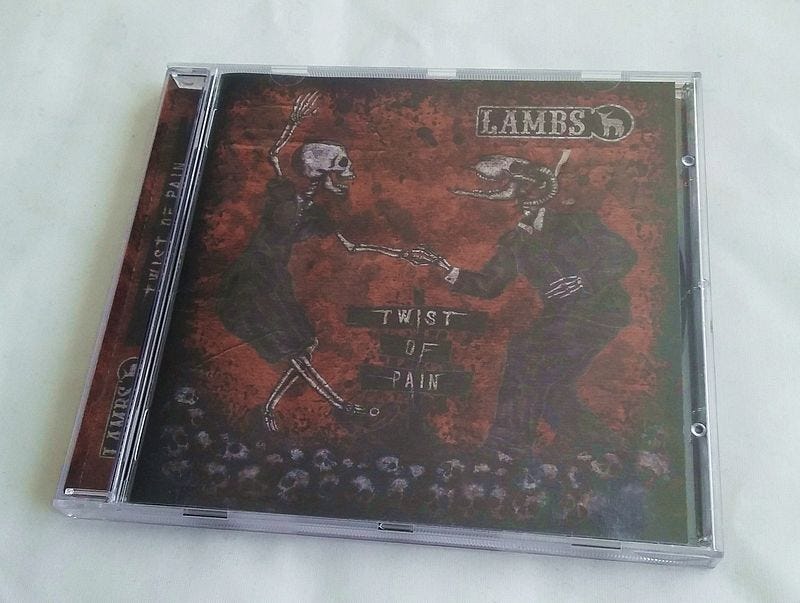 LAMBS
TWIST
OF
PAIN
TWIST OF PAIN
LAMBS